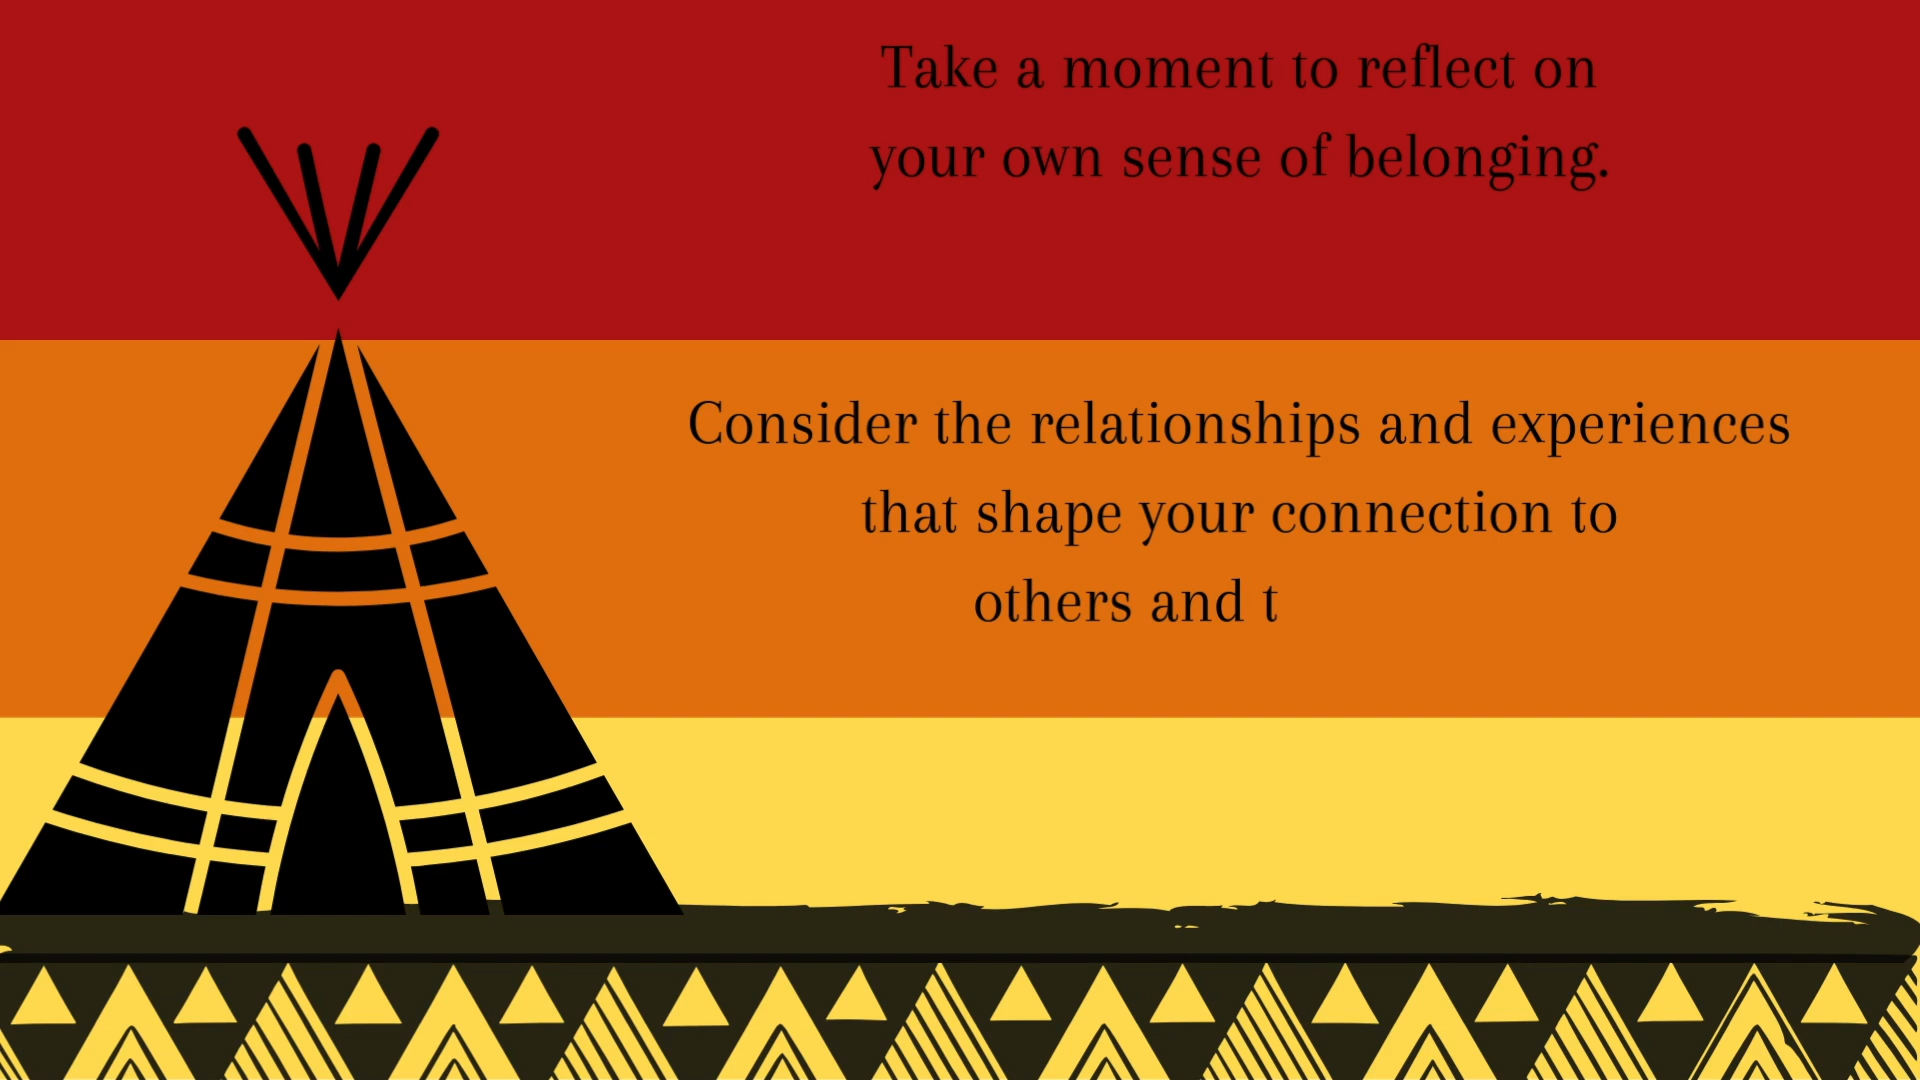 Take a moment to reflect on
your own sense of belonging.
Consider the relationships and experiences
that shape your connection to
others and t